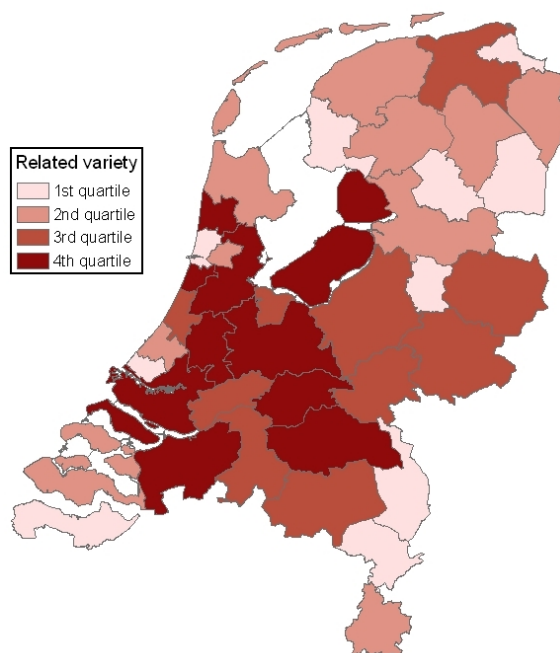 Related variety
1st quartile
2nd quartile
3rd quartile
4th quartile